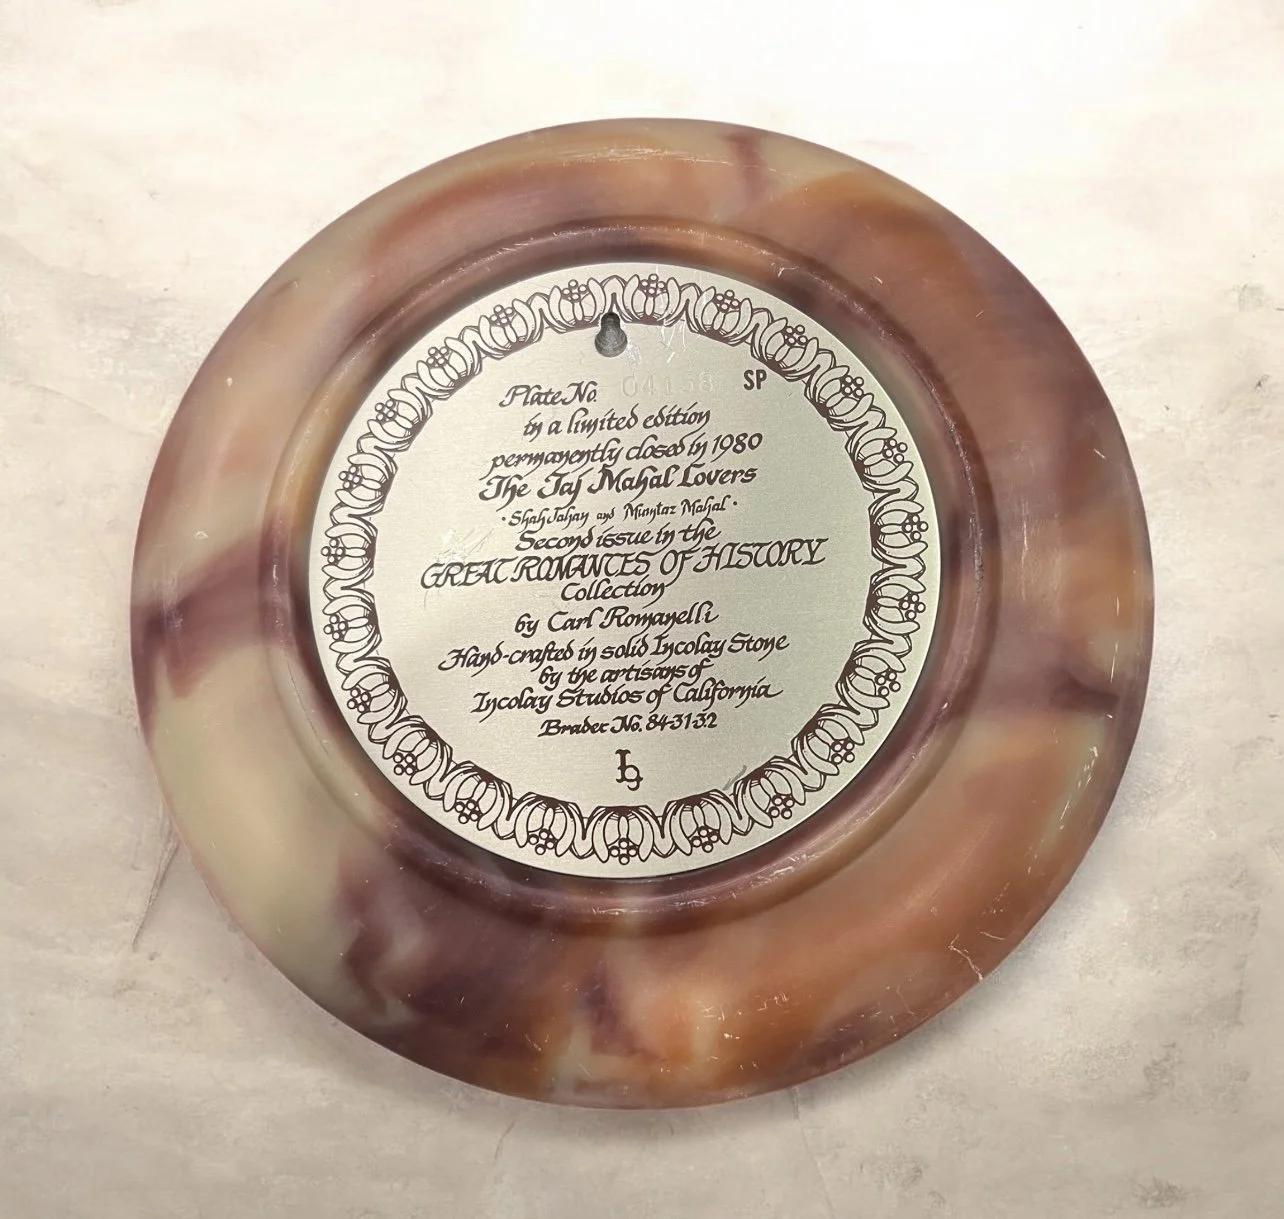 Plate No. 04158 SP
in a limited edition
permanently closed in 1980
The Taj Mahal Lovers
· Shah Jahan and Mumtaz Mahal ·
Second issue in the
GREAT ROMANCES OF HISTORY
Collection
by Carl Romanelli
Hand-crafted in solid Incolay Stone
by the artisans of
Incolay Studios of California
Bradex No. 84-31-32